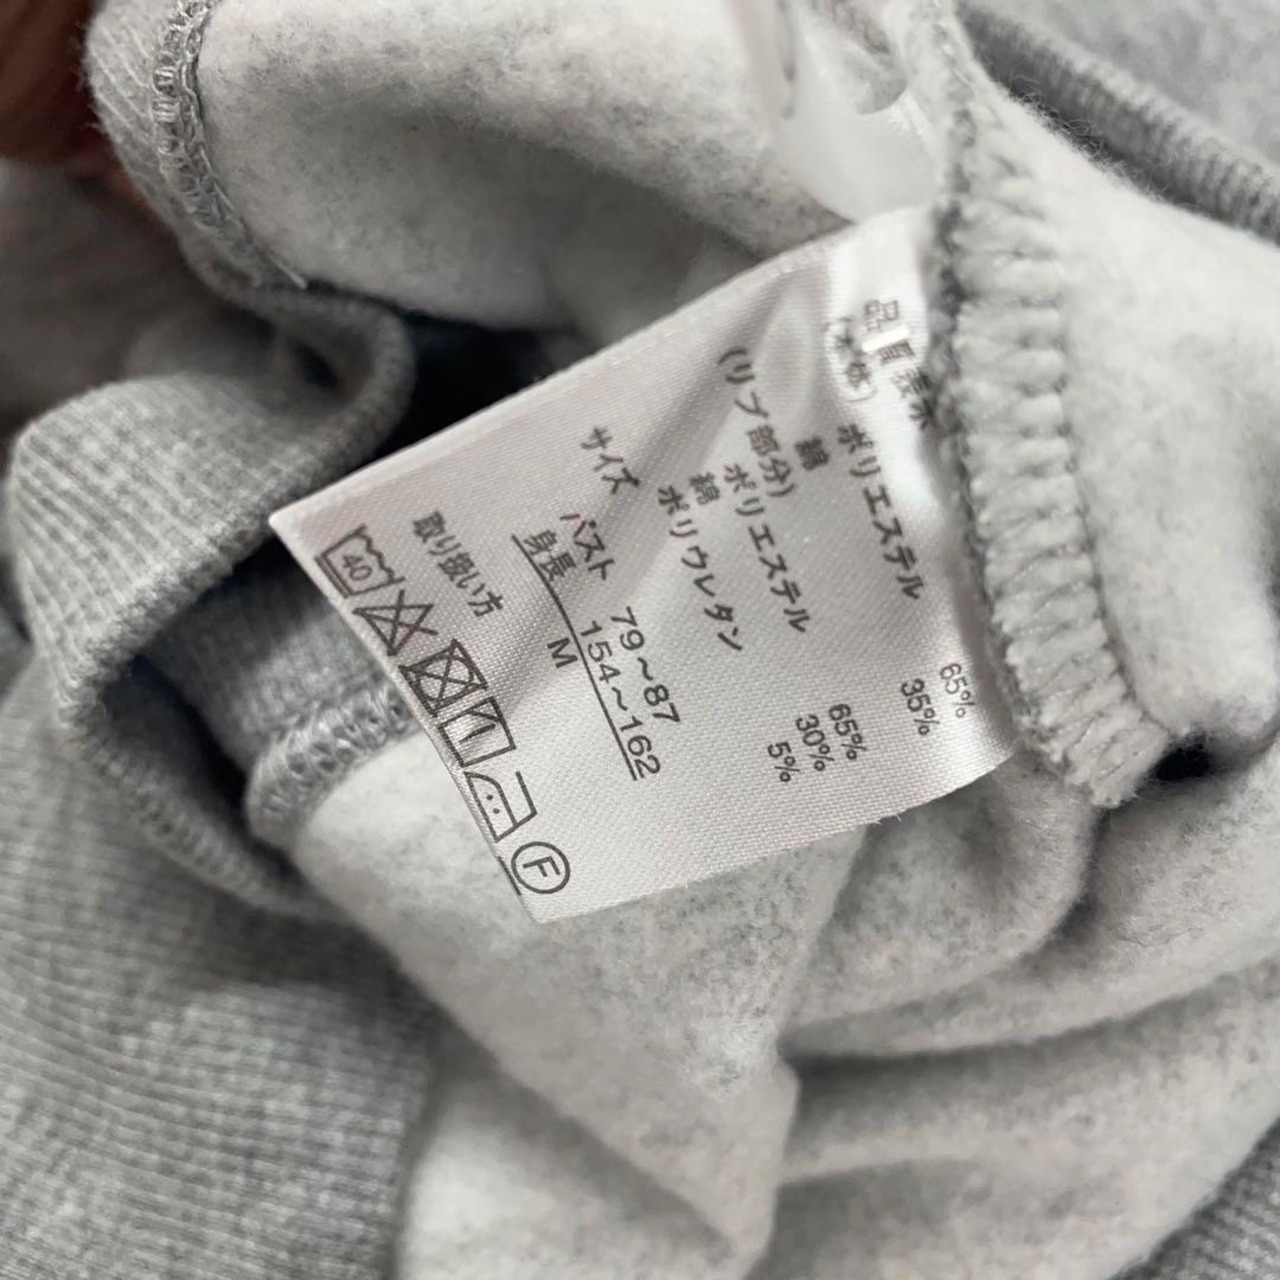 品質表示
(本体)
ポリエステル 65%
綿 35%
(リブ部分)
ポリエステル 65%
綿 30%
ポリウレタン 5%
サイズ
バスト 79～87
身長 154～162
M
取り扱い方
40
F